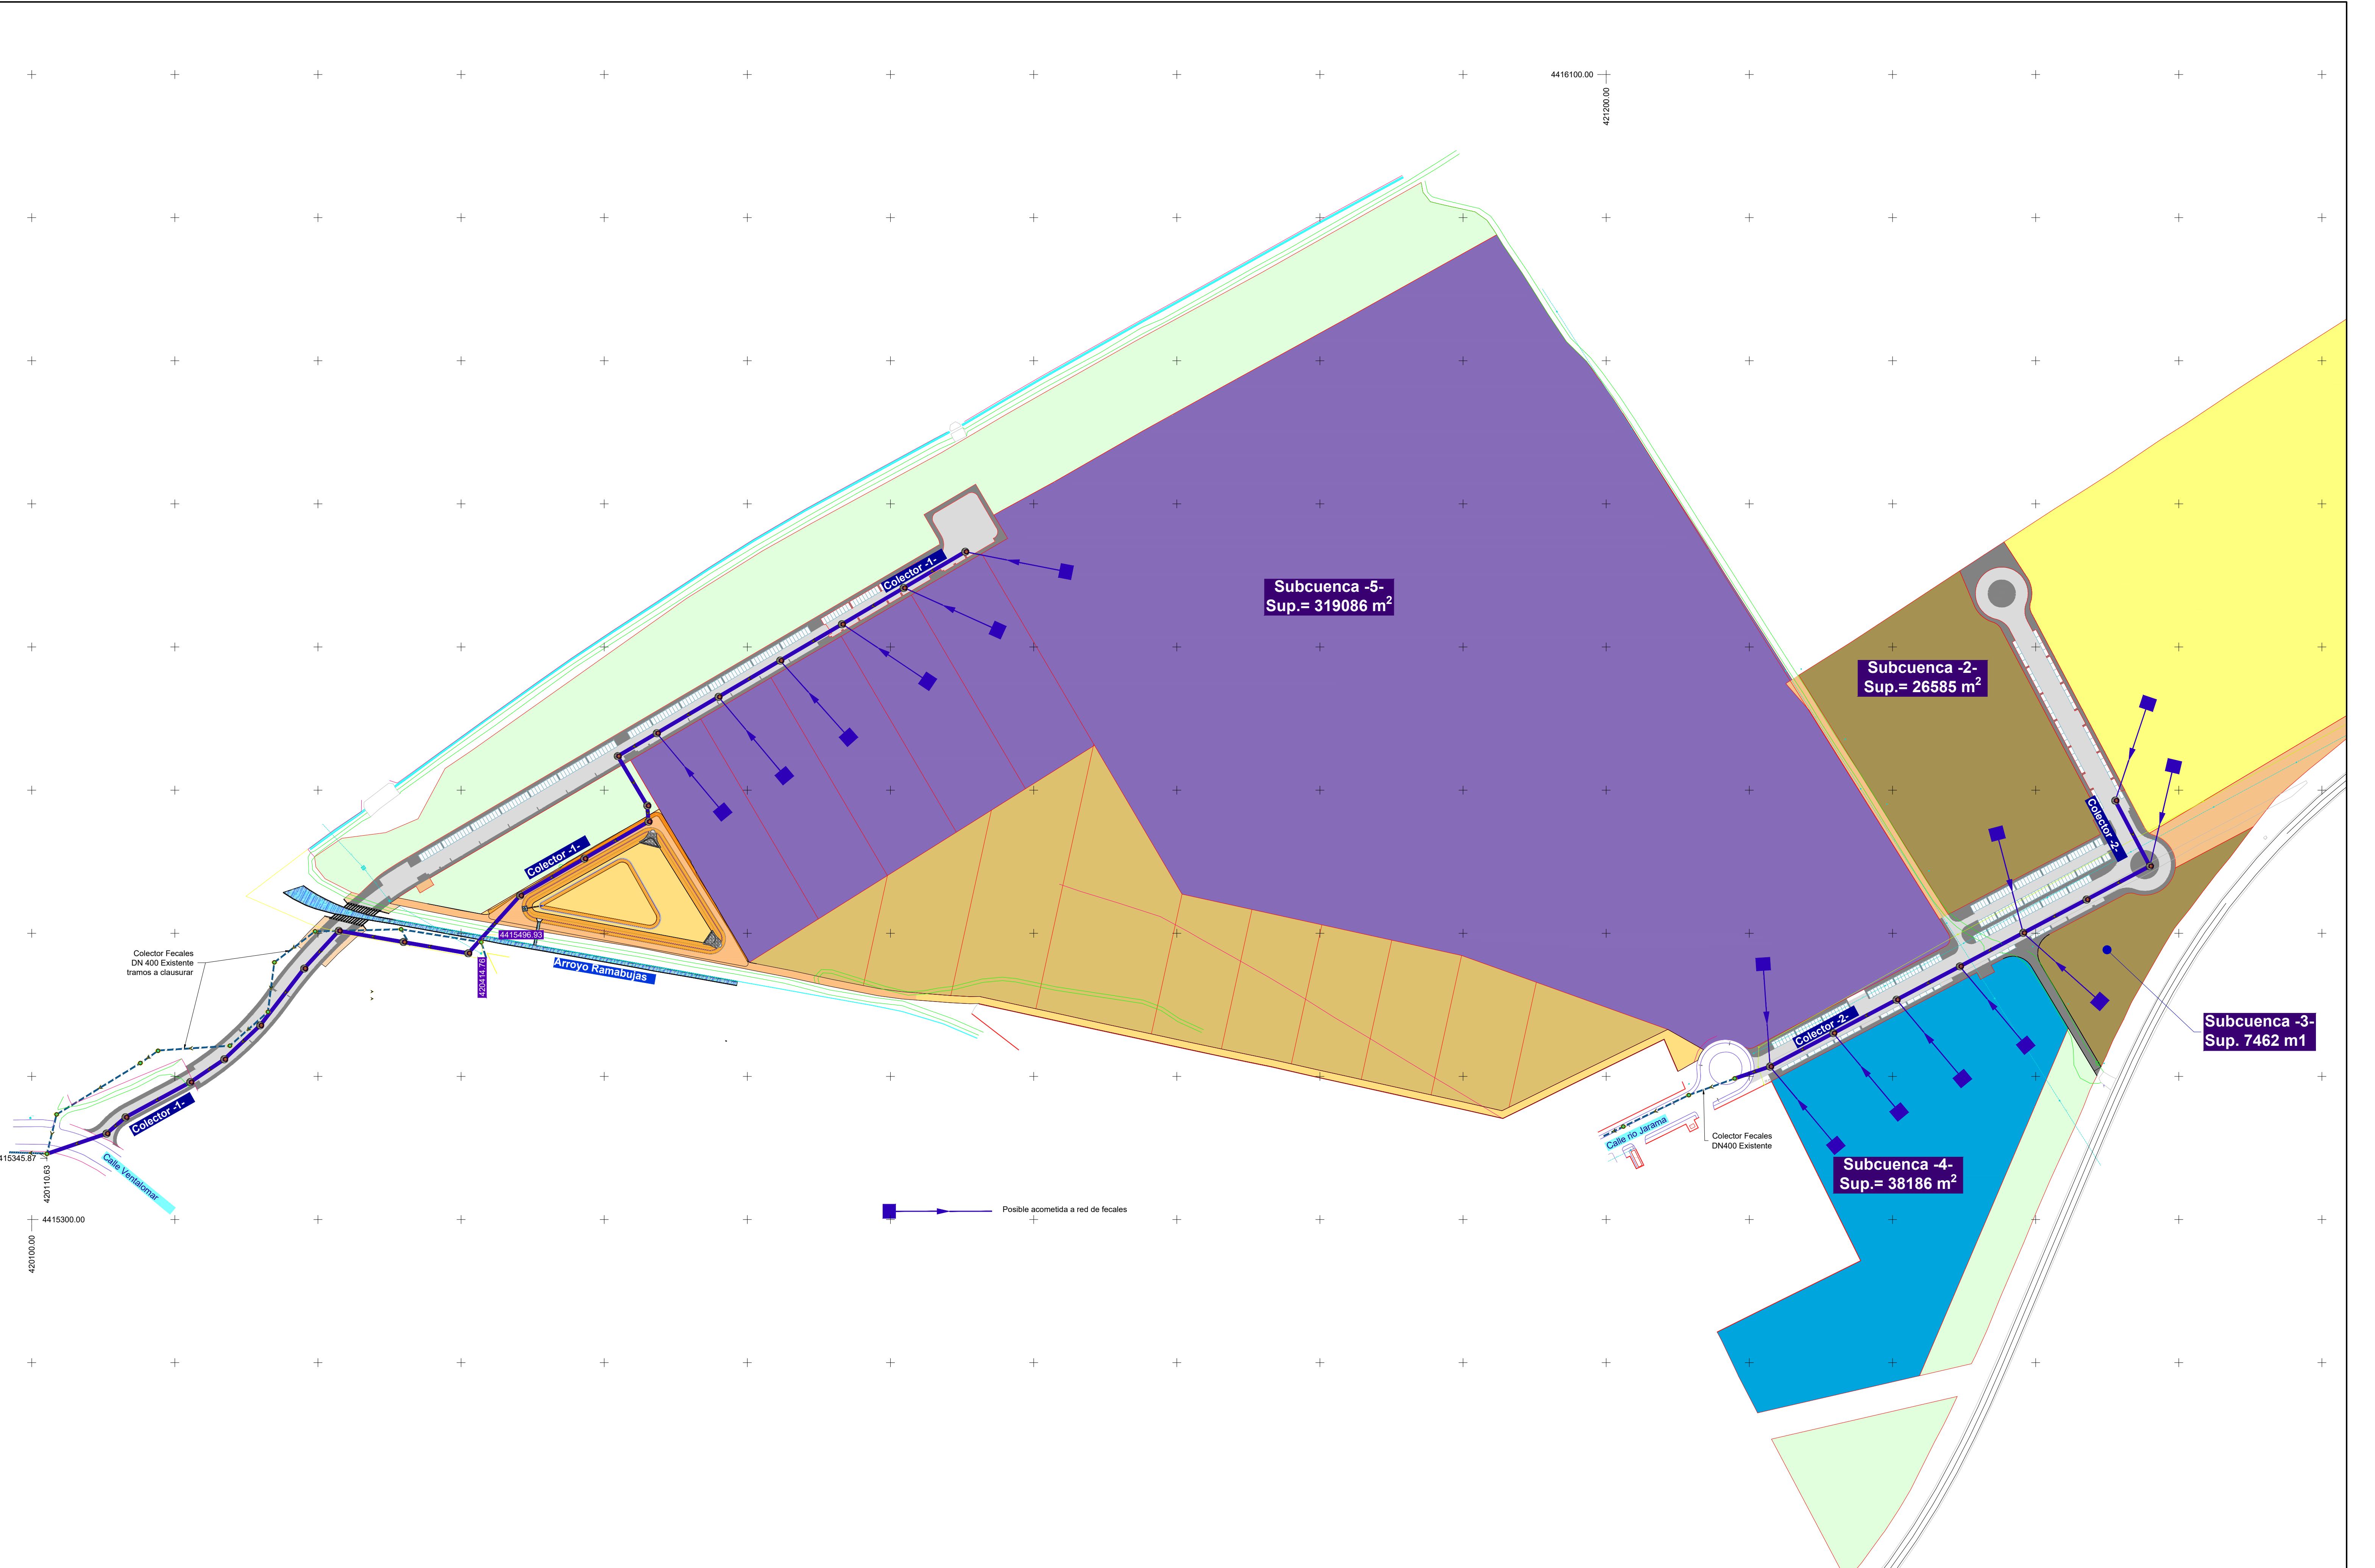 4416100.00
421200.00
Subcuenca -5-
Sup.= 319086 m2
Colector -1-
Subcuenca -2-
Sup.= 26585 m2
Colector -2-
Colector -1-
4415496.93
420414.76
Arroyo Ramabujas
Colector Fecales
DN 400 Existente
tramos a clausurar
Subcuenca -3-
Sup. 7462 m1
Colector -2-
Colector -1-
Calle rio Jarama
Colector Fecales
DN400 Existente
415345.87
420110.63
Calle Ventalomar
Subcuenca -4-
Sup.= 38186 m2
Posible acometida a red de fecales
4415300.00
420100.00